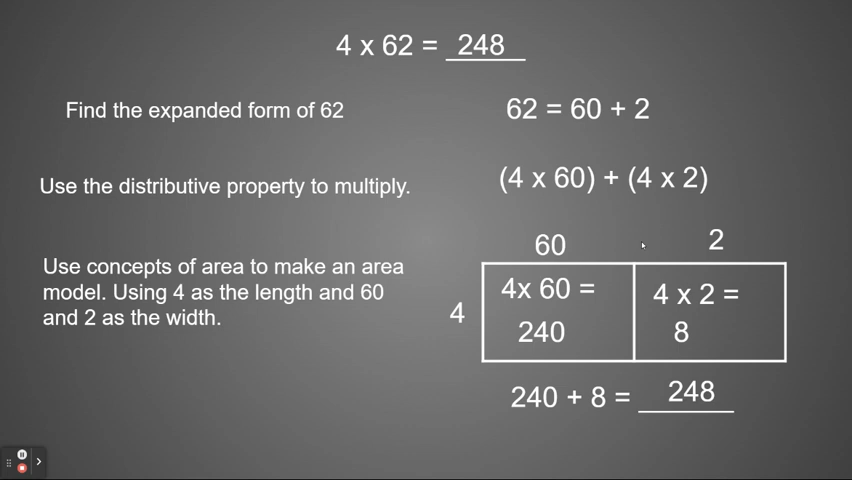 4 x 62 = 248
Find the expanded form of 62
62 = 60 + 2
Use the distributive property to multiply.
(4 x 60) + (4 x 2)
Use concepts of area to make an area
model. Using 4 as the length and 60
and 2 as the width.
60 2
4x 60 = 4 x 2 =
4
240 8
240 + 8 = 248